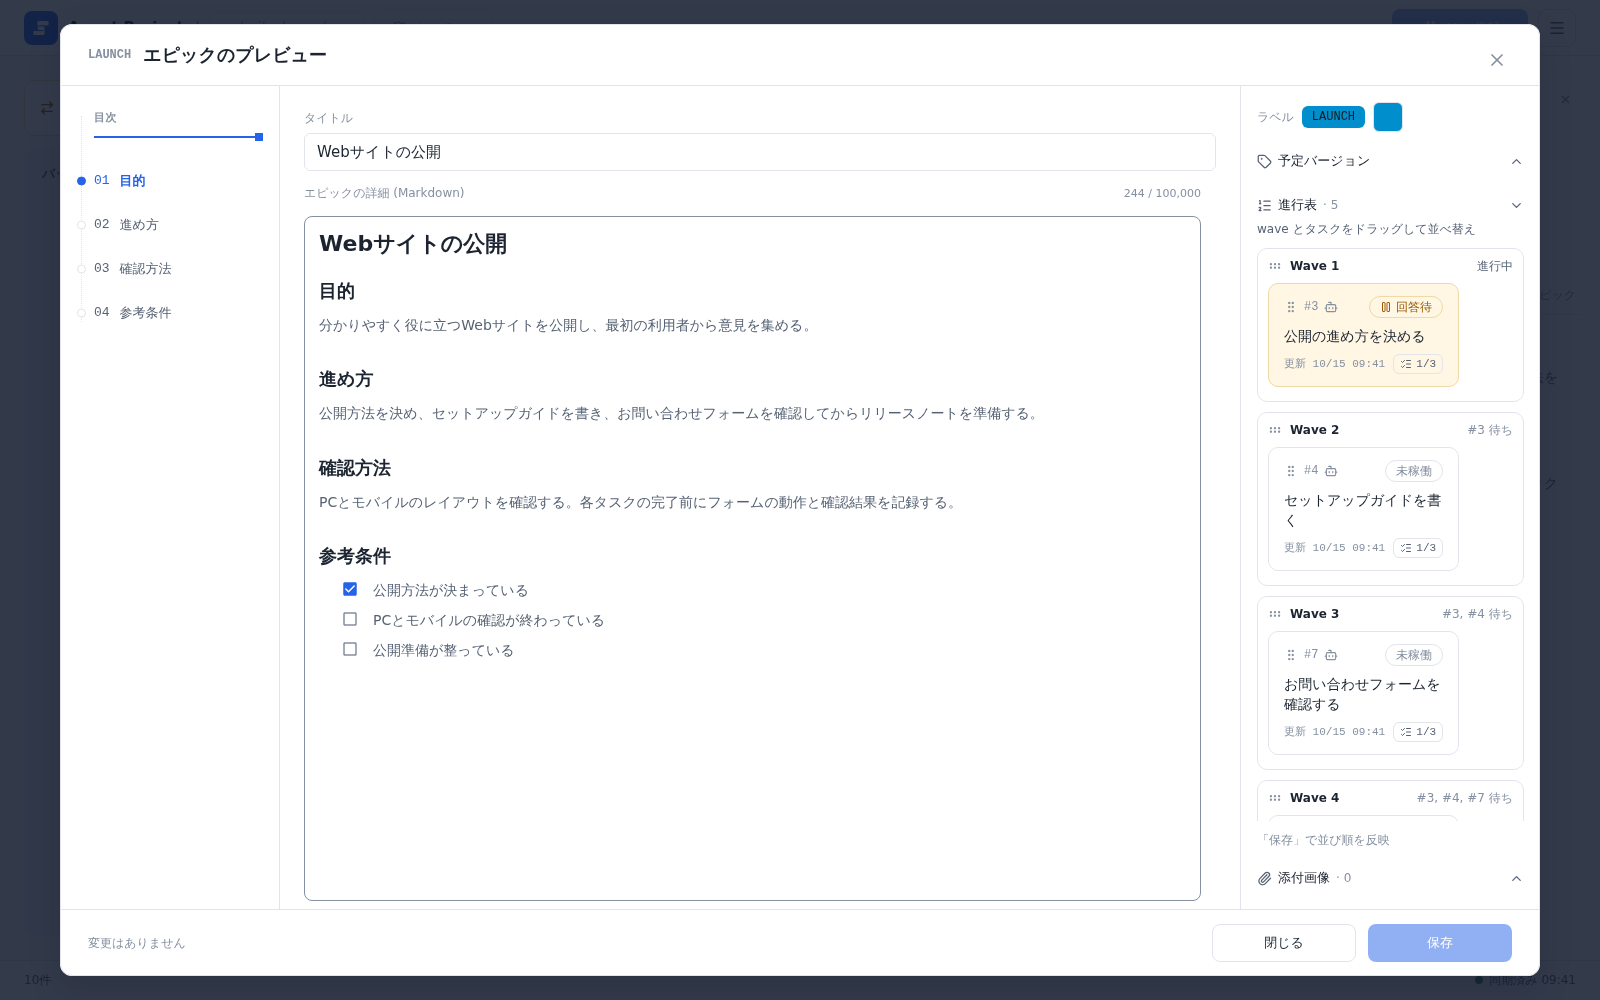 LAUNCH エピックのプレビュー
目次
01 目的
02 進め方
03 確認方法
04 参考条件
タイトル
Webサイトの公開
エピックの詳細 (Markdown) 244 / 100,000
Webサイトの公開
目的
分かりやすく役に立つWebサイトを公開し、最初の利用者から意見を集める。
進め方
公開方法を決め、セットアップガイドを書き、お問い合わせフォームを確認してからリリースノートを準備する。
確認方法
PCとモバイルのレイアウトを確認する。各タスクの完了前にフォームの動作と確認結果を記録する。
参考条件
公開方法が決まっている
PCとモバイルの確認が終わっている
公開準備が整っている
ラベル LAUNCH
予定バージョン
進行表 · 5
wave とタスクをドラッグして並べ替え
Wave 1 進行中
#3 回答待
公開の進め方を決める
更新 10/15 09:41 1/3
Wave 2 #3 待ち
#4 未稼働
セットアップガイドを書
く
更新 10/15 09:41 1/3
Wave 3 #3, #4 待ち
#7 未稼働
お問い合わせフォームを
確認する
更新 10/15 09:41 1/3
Wave 4 #3, #4, #7 待ち
「保存」で並び順を反映
添付画像 · 0
変更はありません
閉じる 保存
10件
同期済み 09:41